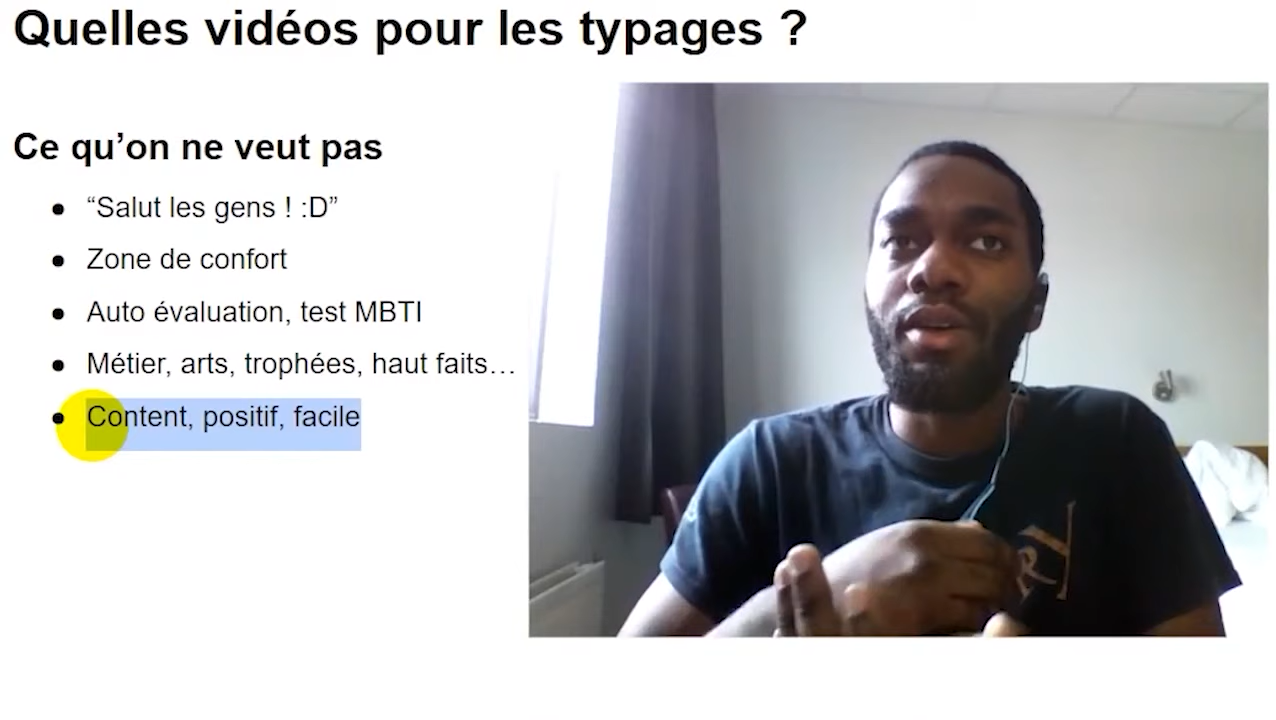 Quelles vidéos pour les typages ?
Ce qu’on ne veut pas
“Salut les gens ! :D”
Zone de confort
Auto évaluation, test MBTI
Métier, arts, trophées, haut faits…
Content, positif, facile